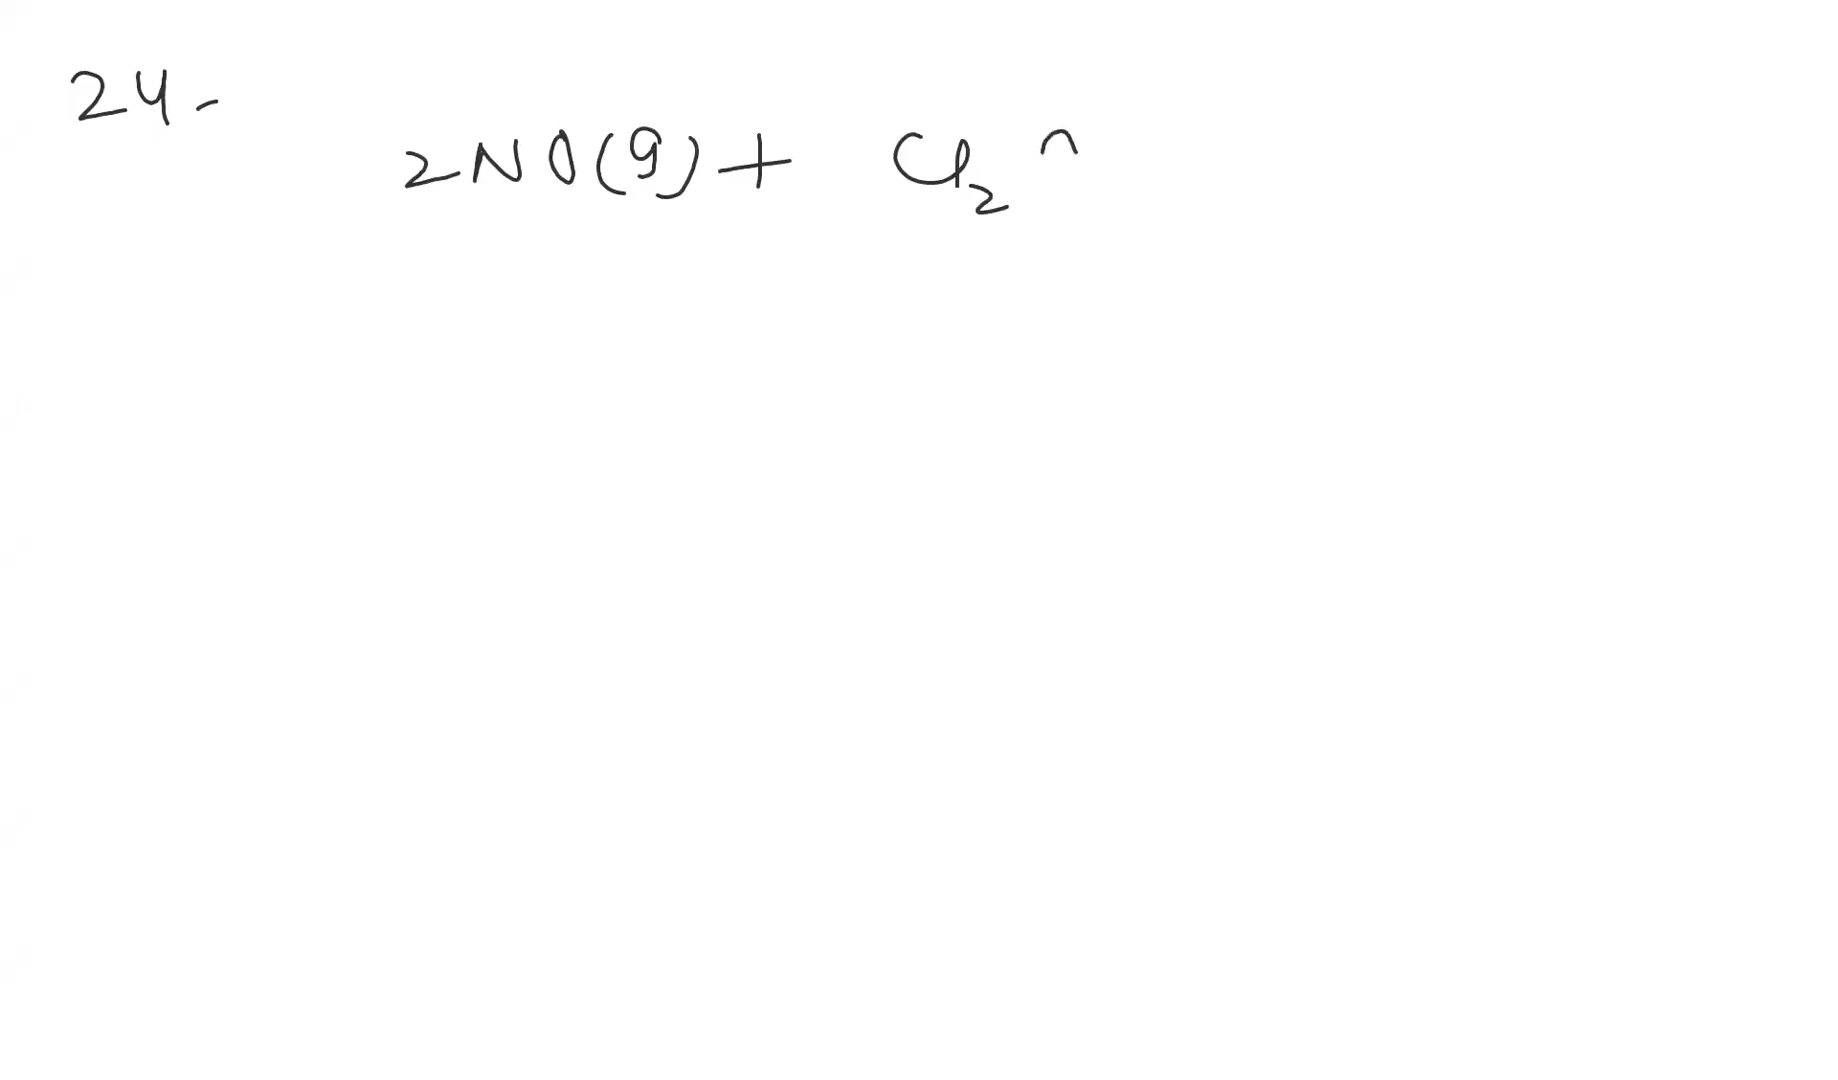 24-
2NO(g) + Cl₂